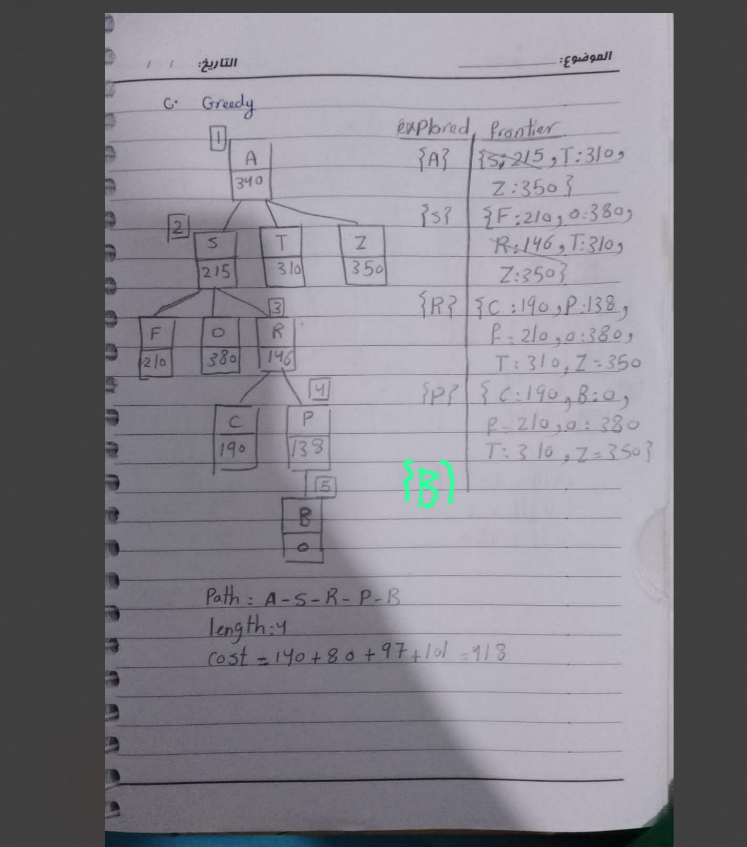 الموضوع: التاريخ: / /
C. Greedy
explored frontier
1
A
340
{A} {S:215, T:310,
Z:350}
2
S T Z
215 310 350
{S} {F:210, O:380,
R:146, T:310,
Z:350}
3
F O R
210 380 146
{R} {C:190, P:138,
F=210, O:380,
T:310, Z=350
4
C P
190 138
{P} {C:190, B:0,
F=210, O:380
T:310, Z=350}
{B}
5
B
0
Path: A-S-R-P-B
length:4
cost=140+80+97+101=918